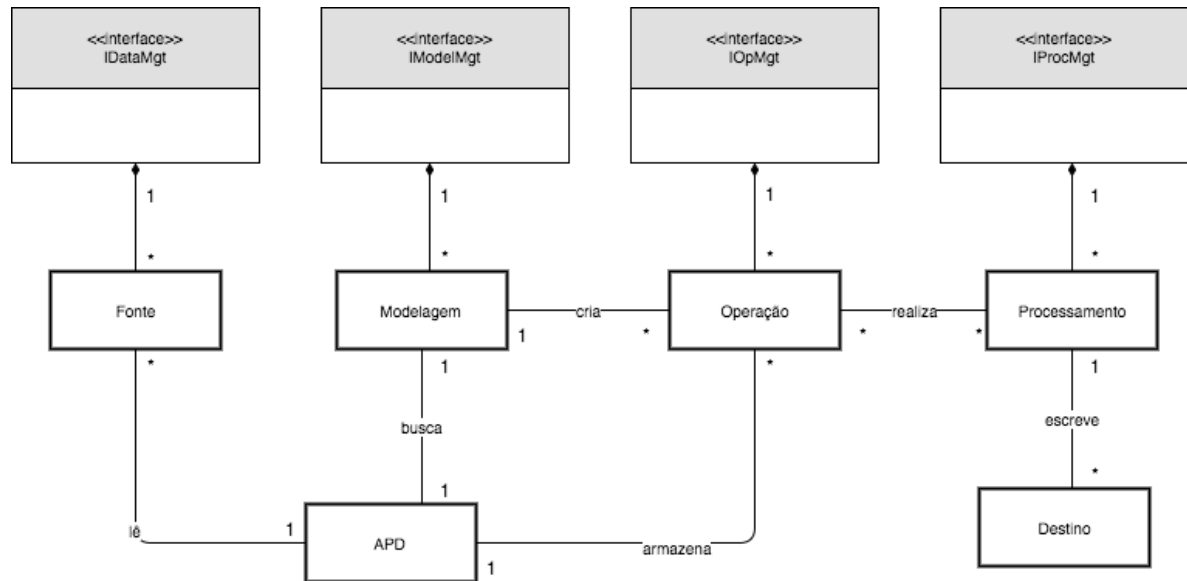 <<interface>>
IDataMgt
<<interface>>
IModelMgt
<<interface>>
IOpMgt
<<interface>>
IProcMgt
1
1
1
1
*
*
*
*
Fonte
Modelagem
cria
Operação
realiza
Processamento
1
*
*
*
*
1
*
1
busca
escreve
1
*
lê
1
APD
1
armazena
Destino